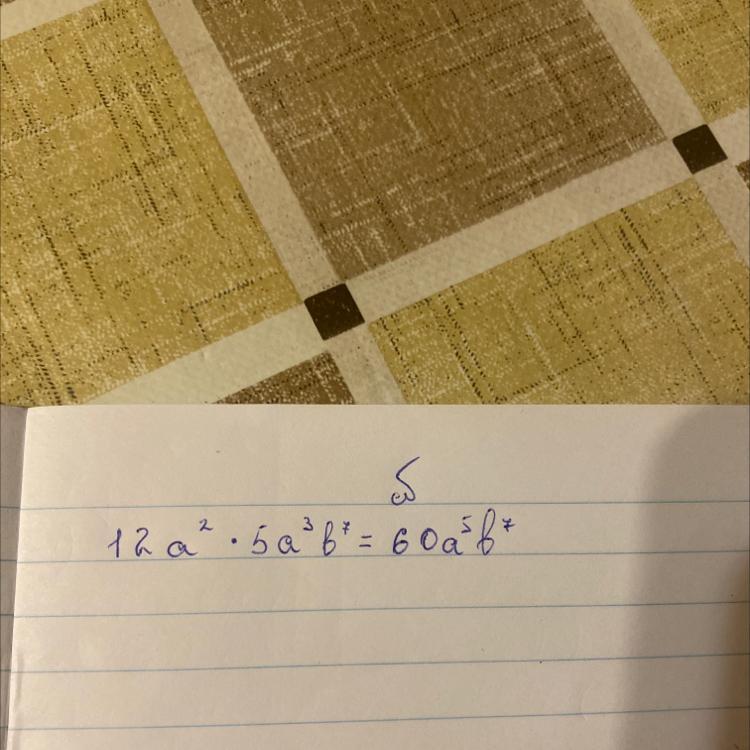 ა
12a² · 5a³b⁷ = 60a⁵b⁷